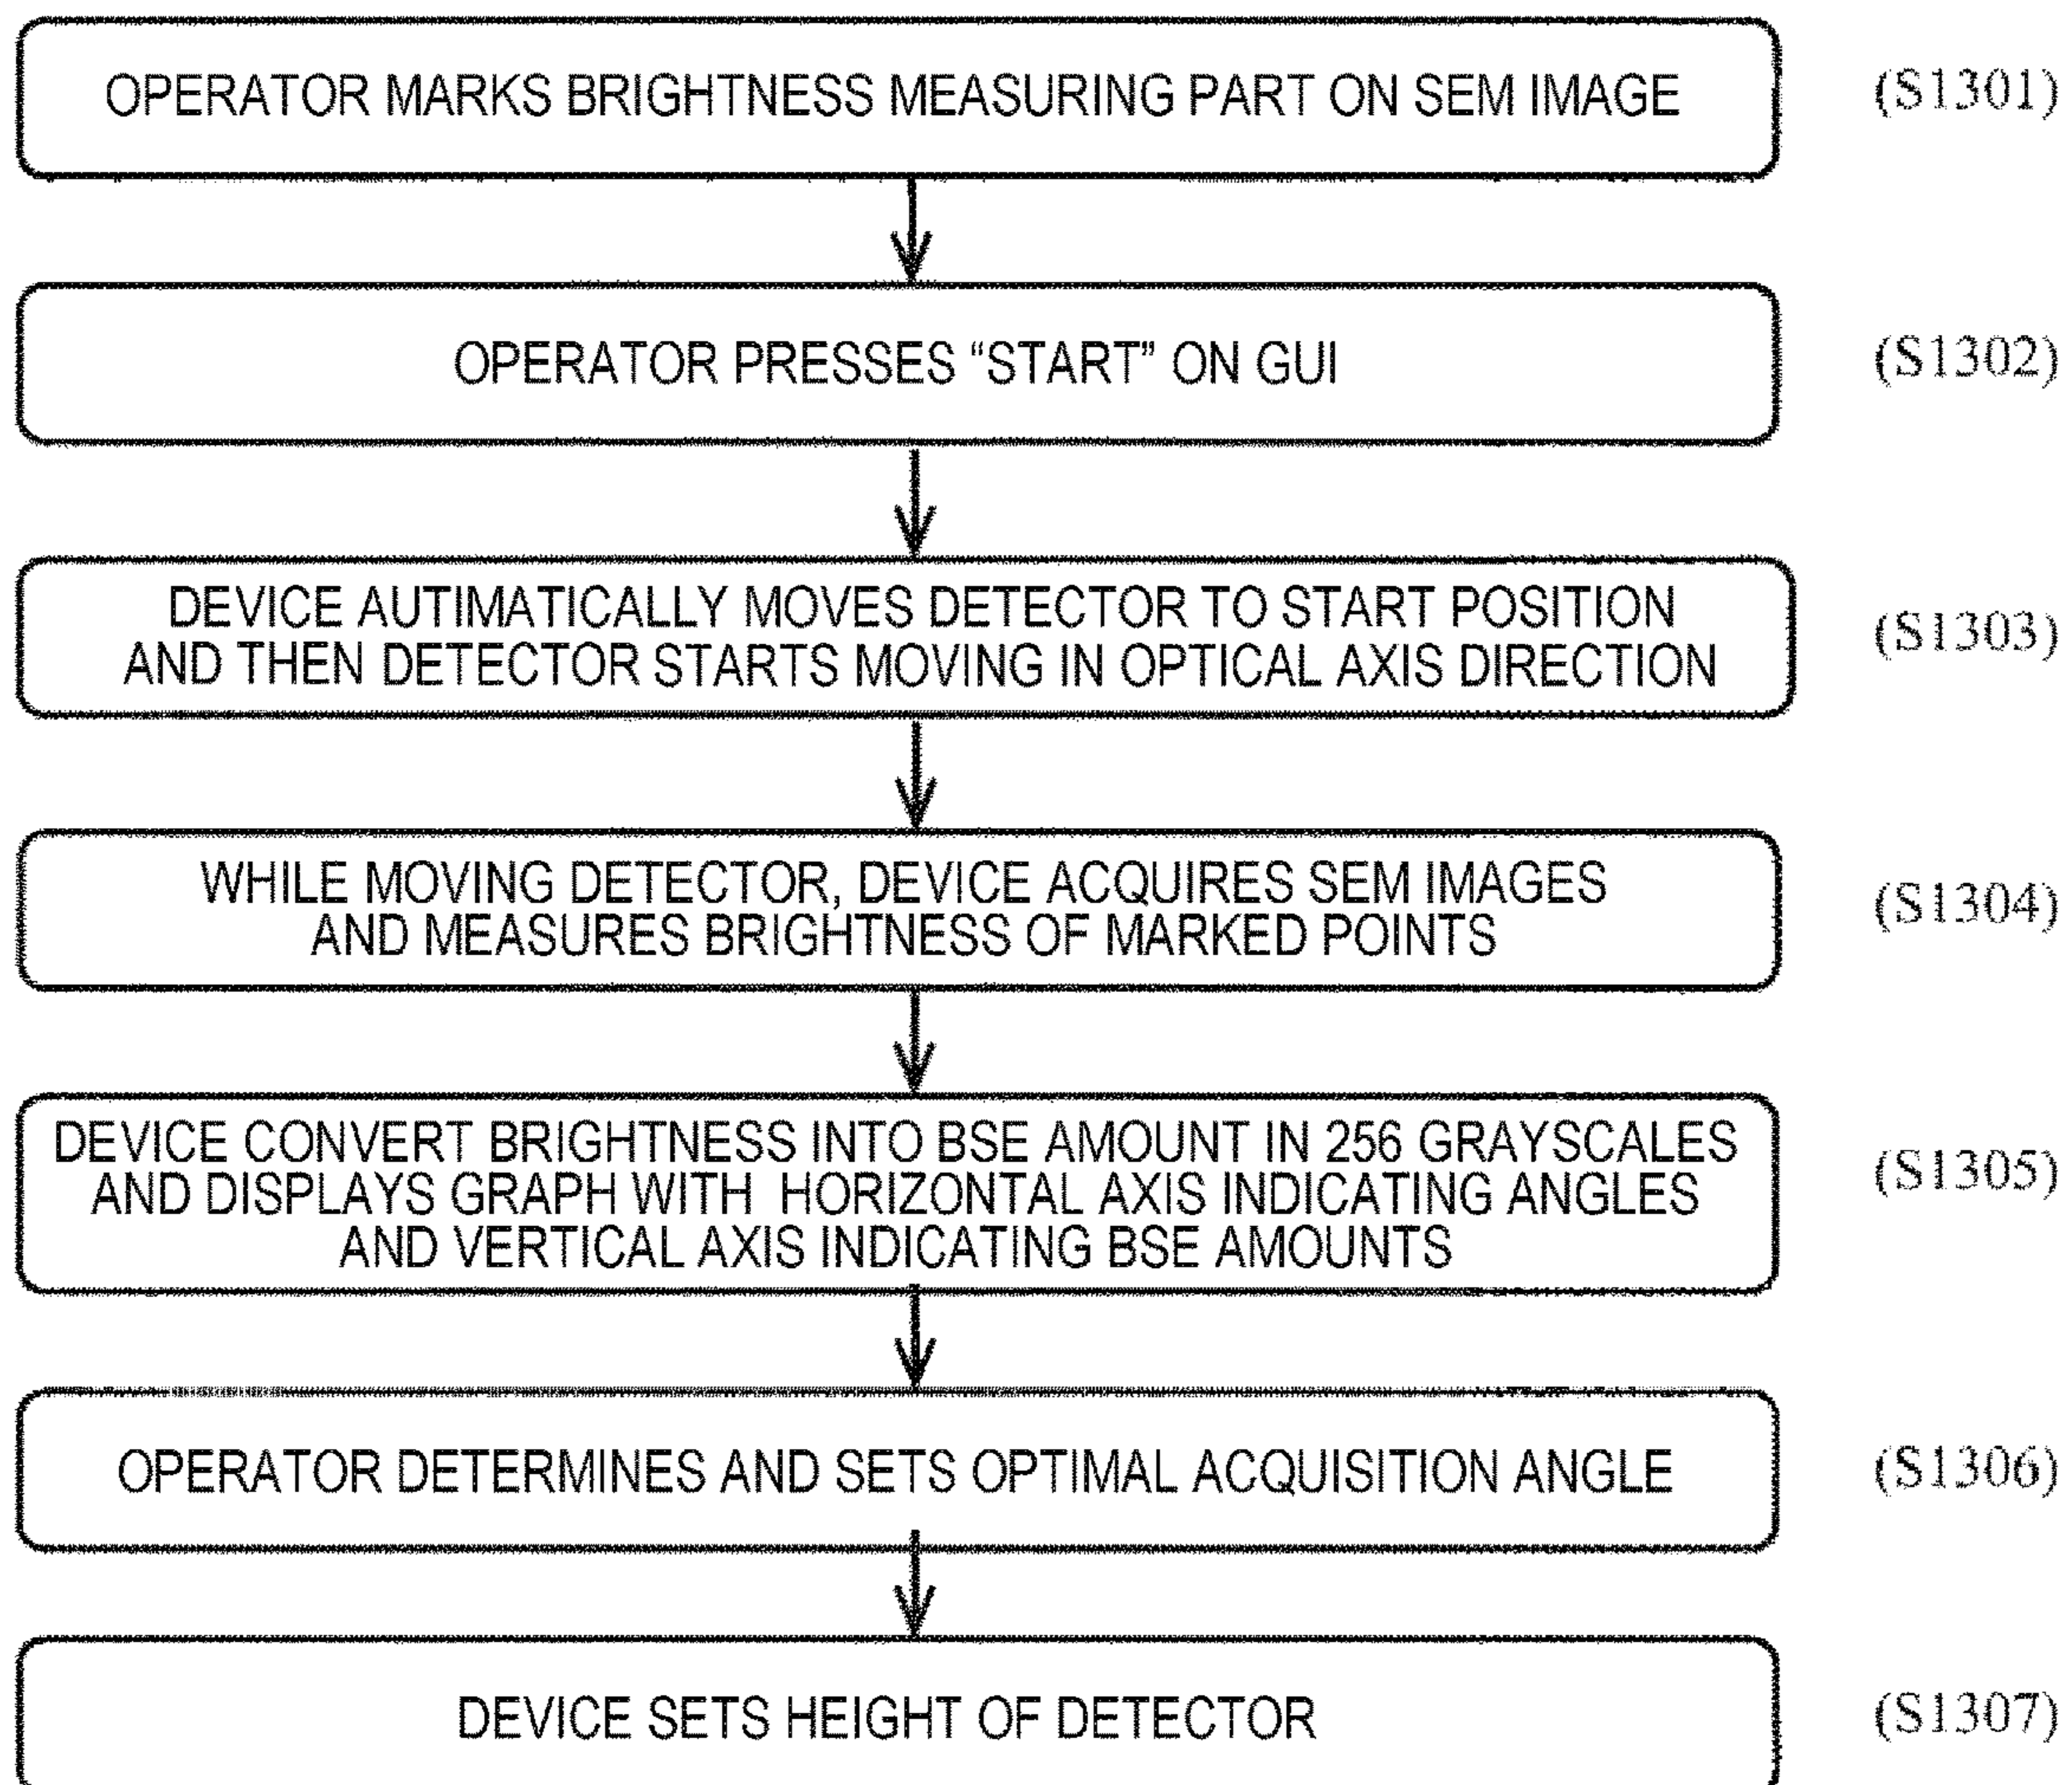 OPERATOR MARKS BRIGHTNESS MEASURING PART ON SEM IMAGE (S1301)
OPERATOR PRESSES “START” ON GUI (S1302)
DEVICE AUTIMATICALLY MOVES DETECTOR TO START POSITION
AND THEN DETECTOR STARTS MOVING IN OPTICAL AXIS DIRECTION
(S1303)
WHILE MOVING DETECTOR, DEVICE ACQUIRES SEM IMAGES
AND MEASURES BRIGHTNESS OF MARKED POINTS
(S1304)
DEVICE CONVERT BRIGHTNESS INTO BSE AMOUNT IN 256 GRAYSCALES
AND DISPLAYS GRAPH WITH HORIZONTAL AXIS INDICATING ANGLES
AND VERTICAL AXIS INDICATING BSE AMOUNTS
(S1305)
OPERATOR DETERMINES AND SETS OPTIMAL ACQUISITION ANGLE (S1306)
DEVICE SETS HEIGHT OF DETECTOR (S1307)